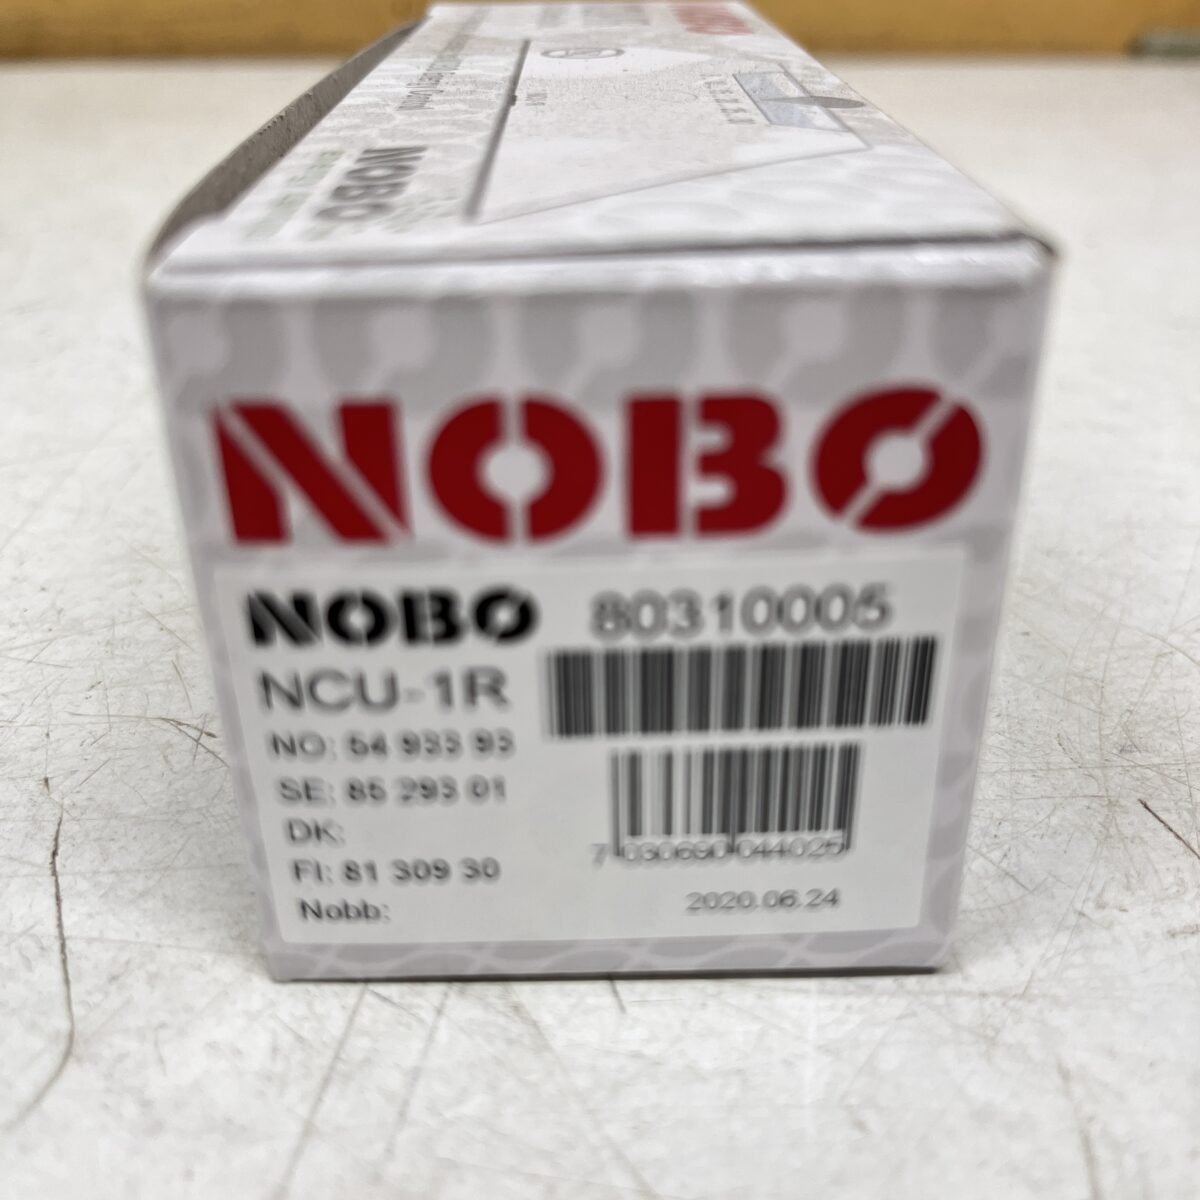 NOBO
NOBO
NOBO 80310005
NCU-1R
NO: 54 933 93
SE: 85 293 01
DK:
FI: 81 309 30
Nobb:
7 030690 044025
2020.06.24